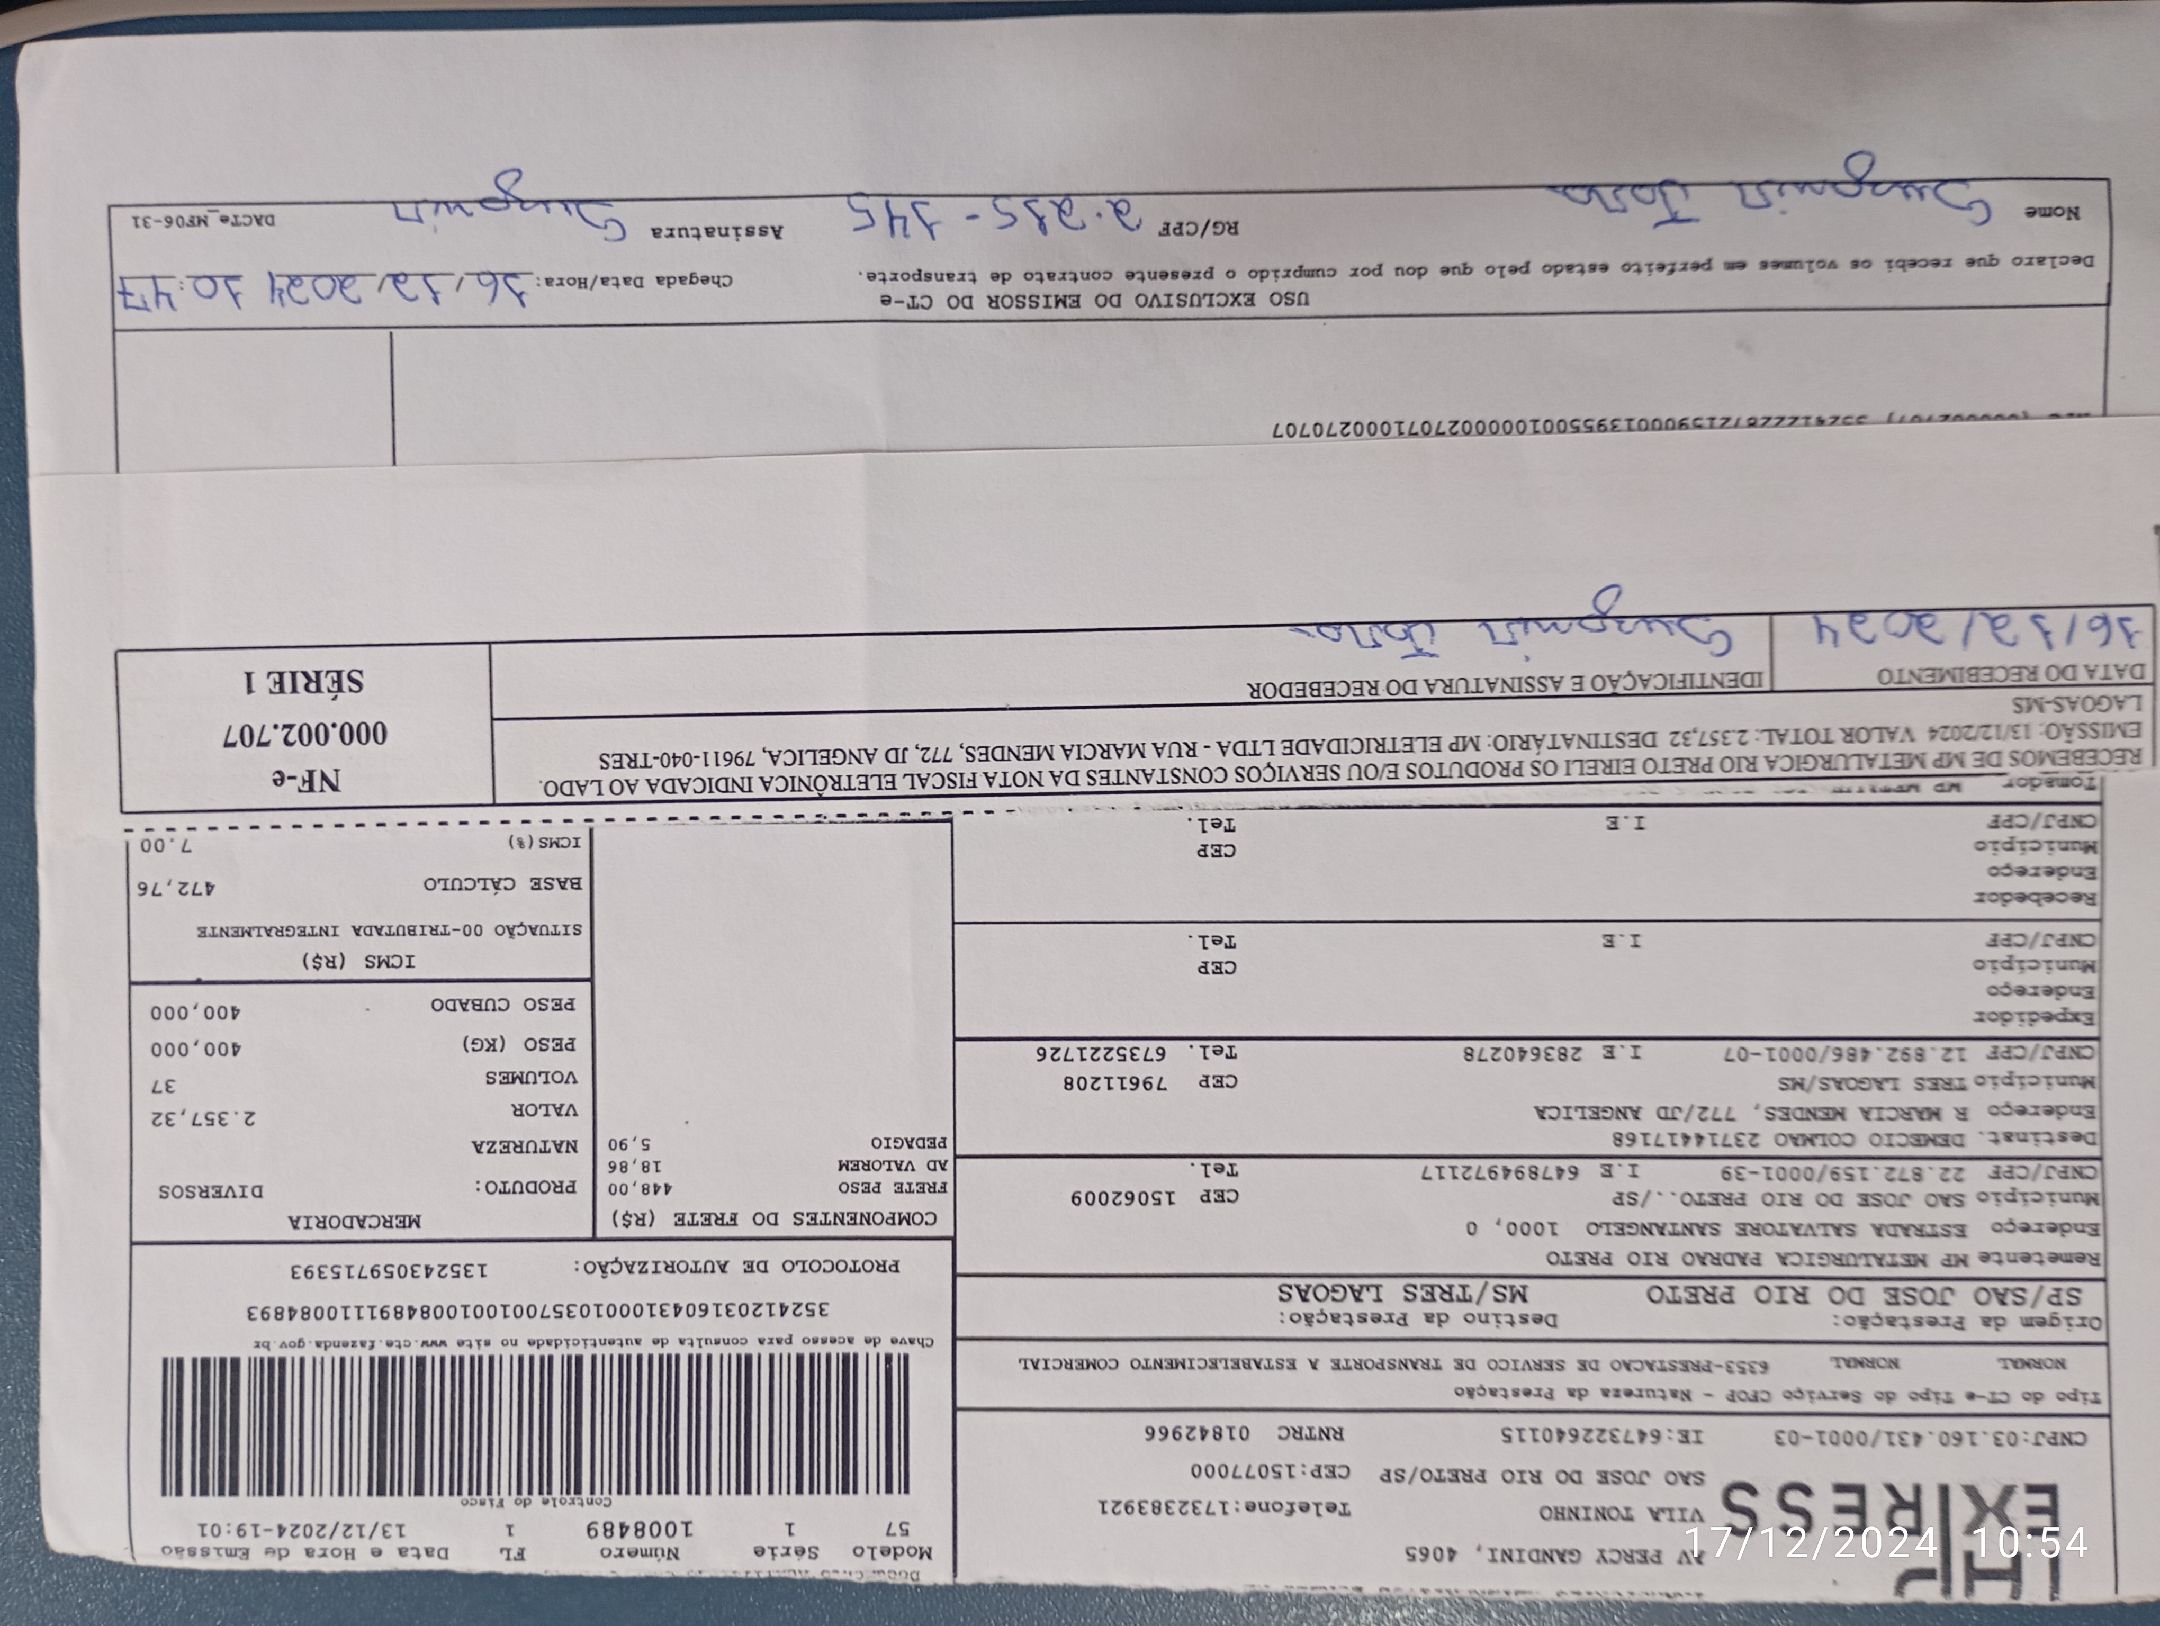 EXPRESS
AV PERCY GANDINI, 4065
VILA TONINHO Telefone:1732383921
SAO JOSE DO RIO PRETO/SP CEP:15077000
CNPJ:03.160.431/0001-03 IE:647322640115 RNTRC 01842966
Modelo Série Número FL Data e Hora de Emissão
57 1 1008489 1 13/12/2024-19:01
Controle do Fisco
Chave de acesso para consulta de autenticidade no site www.cte.fazenda.gov.br
35241203160431000103570010010084891110084893
PROTOCOLO DE AUTORIZAÇÃO: 135243059715393
Tipo do CT-e Tipo do Serviço CFOP - Natureza da Prestação
NORMAL NORMAL 6353-PRESTACAO DE SERVICO DE TRANSPORTE A ESTABELECIMENTO COMERCIAL
Origem da Prestação: Destino da Prestação:
SP/SAO JOSE DO RIO PRETO MS/TRES LAGOAS
Remetente MP METALURGICA PADRAO RIO PRETO
Endereço ESTRADA SALVATORE SANTANGELO 1000, 0
Município SAO JOSE DO RIO PRETO../SP CEP 15062009
CNPJ/CPF 22.872.159/0001-39 I.E 647894972117 Tel.
Destinat. DEMECIO COLMAO 23714417168
Endereço R MARCIA MENDES, 772/JD ANGELICA
Município TRES LAGOAS/MS CEP 79611208
CNPJ/CPF 12.892.486/0001-07 I.E 283640278 Tel. 6735221726
Expedidor
Endereço
Município CEP
CNPJ/CPF I.E Tel.
Recebedor
Endereço
Município CEP
CNPJ/CPF I.E Tel.
Tomador
COMPONENTES DO FRETE (R$)
FRETE PESO 448,00
AD VALOREM 18,86
PEDAGIO 5,90
MERCADORIA
PRODUTO: DIVERSOS
NATUREZA
VALOR 2.357,32
VOLUMES 37
PESO (KG) 400,000
PESO CUBADO 400,000
ICMS (R$)
SITUAÇÃO 00-TRIBUTADA INTEGRALMENTE
BASE CÁLCULO 472,76
ICMS(%) 7.00
RECEBEMOS DE MP METALURGICA RIO PRETO EIRELI OS PRODUTOS E/OU SERVIÇOS CONSTANTES DA NOTA FISCAL ELETRÔNICA INDICADA AO LADO.
EMISSÃO: 13/12/2024 VALOR TOTAL: 2.357,32 DESTINATÁRIO: MP ELETRICIDADE LTDA - RUA MARCIA MENDES, 772, JD ANGELICA, 79611-040-TRES
LAGOAS-MS
DATA DO RECEBIMENTO IDENTIFICAÇÃO E ASSINATURA DO RECEBEDOR
16/12/2024
NF-e
000.002.707
SÉRIE 1
USO EXCLUSIVO DO EMISSOR DO CT-e
Declaro que recebi os volumes em perfeito estado pelo que dou por cumprido o presente contrato de transporte.
Chegada Data/Hora: 16/12/2024 10:47
Nome RG/CPF 2.285-145 Assinatura
DACTe_MF06-31
17/12/2024 10:54